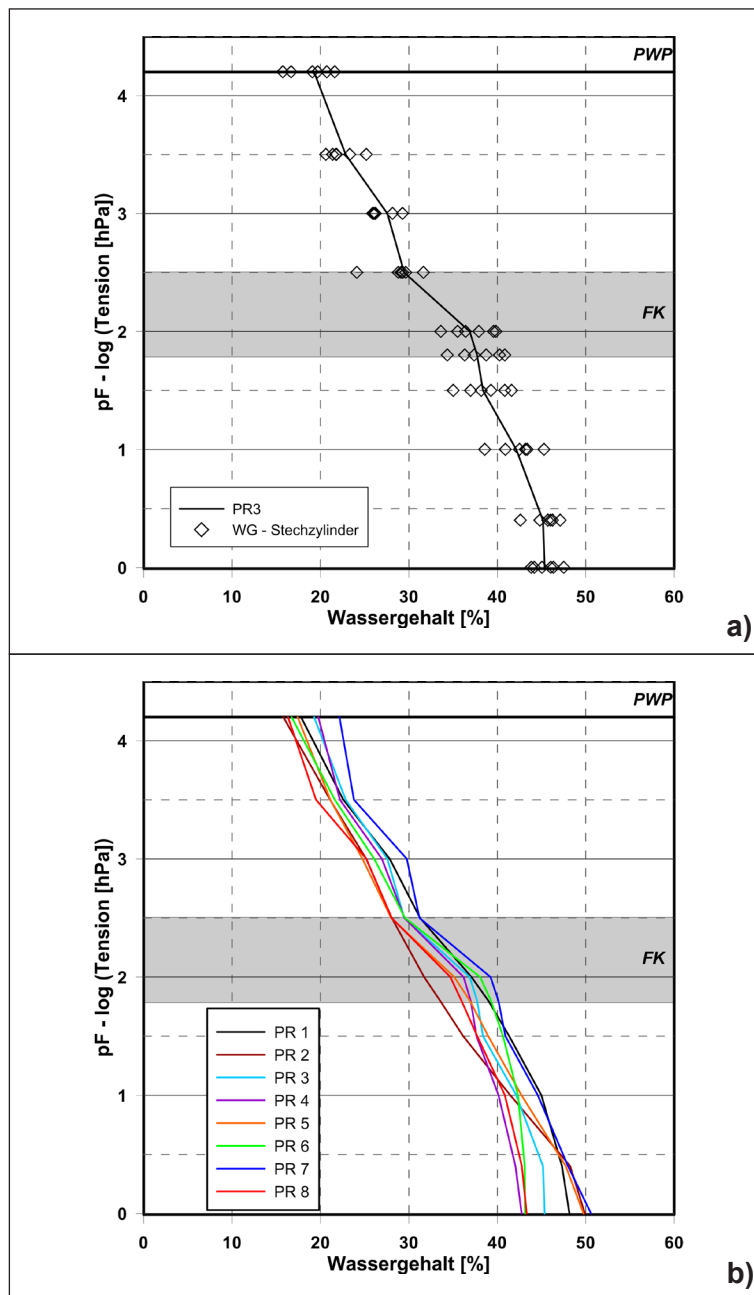 PWP
4
3
2
1
0
FK
pF - log (Tension [hPa])
PR3
WG - Stechzylinder
0 10 20 30 40 50 60
Wassergehalt [%]
a)
PWP
4
3
2
1
0
FK
pF - log (Tension [hPa])
PR 1
PR 2
PR 3
PR 4
PR 5
PR 6
PR 7
PR 8
0 10 20 30 40 50 60
Wassergehalt [%]
b)